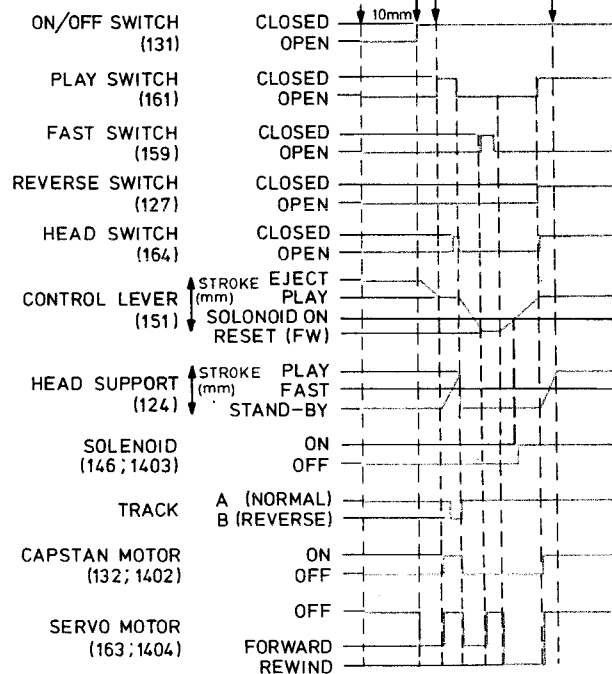 10mm
ON/OFF SWITCH CLOSED
(131) OPEN
PLAY SWITCH CLOSED
(161) OPEN
FAST SWITCH CLOSED
(159) OPEN
REVERSE SWITCH CLOSED
(127) OPEN
HEAD SWITCH CLOSED
(164) OPEN
STROKE EJECT
CONTROL LEVER (mm) PLAY
(151) SOLONOID ON
RESET (FW)
STROKE PLAY
HEAD SUPPORT (mm) FAST
(124) STAND-BY
SOLENOID ON
(146;1403) OFF
TRACK A (NORMAL)
B (REVERSE)
CAPSTAN MOTOR ON
(132;1402) OFF
OFF
SERVO MOTOR
(163;1404) FORWARD
REWIND